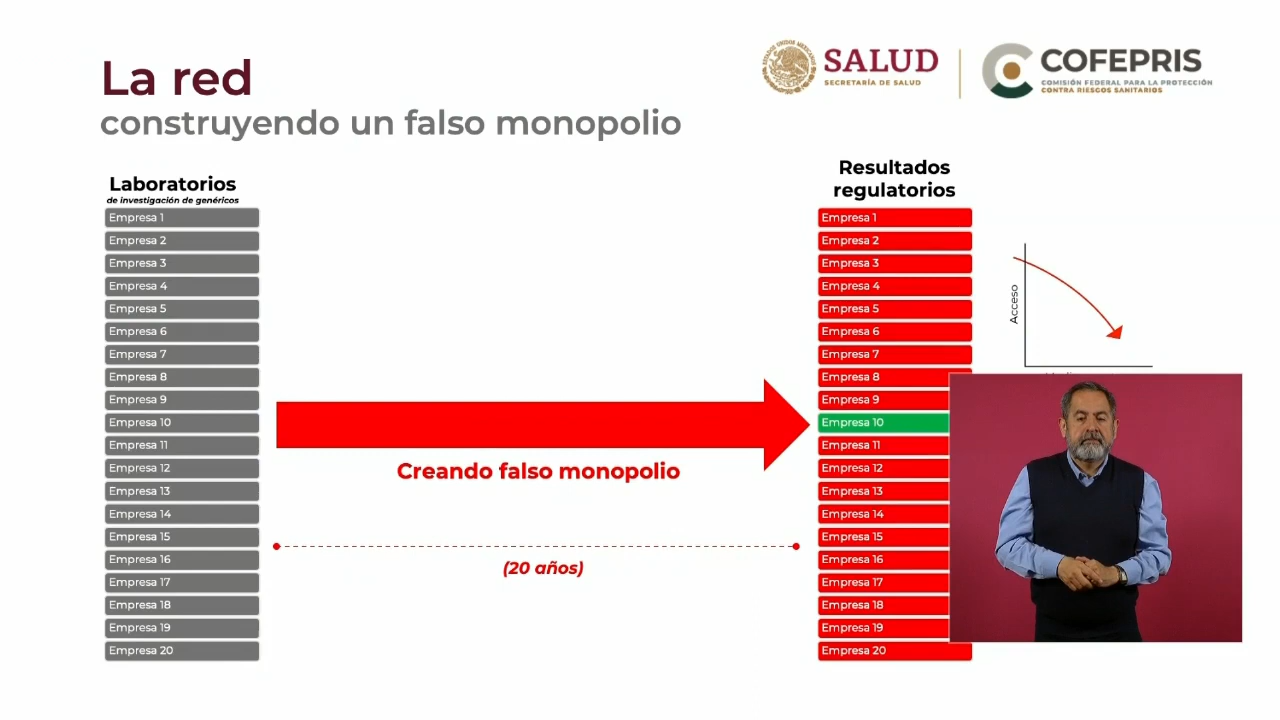 La red
construyendo un falso monopolio
ESTADOS UNIDOS MEXICANOS
SALUD
SECRETARÍA DE SALUD
COFEPRIS
COMISIÓN FEDERAL PARA LA PROTECCIÓN
CONTRA RIESGOS SANITARIOS
Laboratorios
de investigación de genéricos
Empresa 1
Empresa 2
Empresa 3
Empresa 4
Empresa 5
Empresa 6
Empresa 7
Empresa 8
Empresa 9
Empresa 10
Empresa 11
Empresa 12
Empresa 13
Empresa 14
Empresa 15
Empresa 16
Empresa 17
Empresa 18
Empresa 19
Empresa 20
Creando falso monopolio
(20 años)
Resultados
regulatorios
Empresa 1
Empresa 2
Empresa 3
Empresa 4
Empresa 5
Empresa 6
Empresa 7
Empresa 8
Empresa 9
Empresa 10
Empresa 11
Empresa 12
Empresa 13
Empresa 14
Empresa 15
Empresa 16
Empresa 17
Empresa 18
Empresa 19
Empresa 20
Acceso